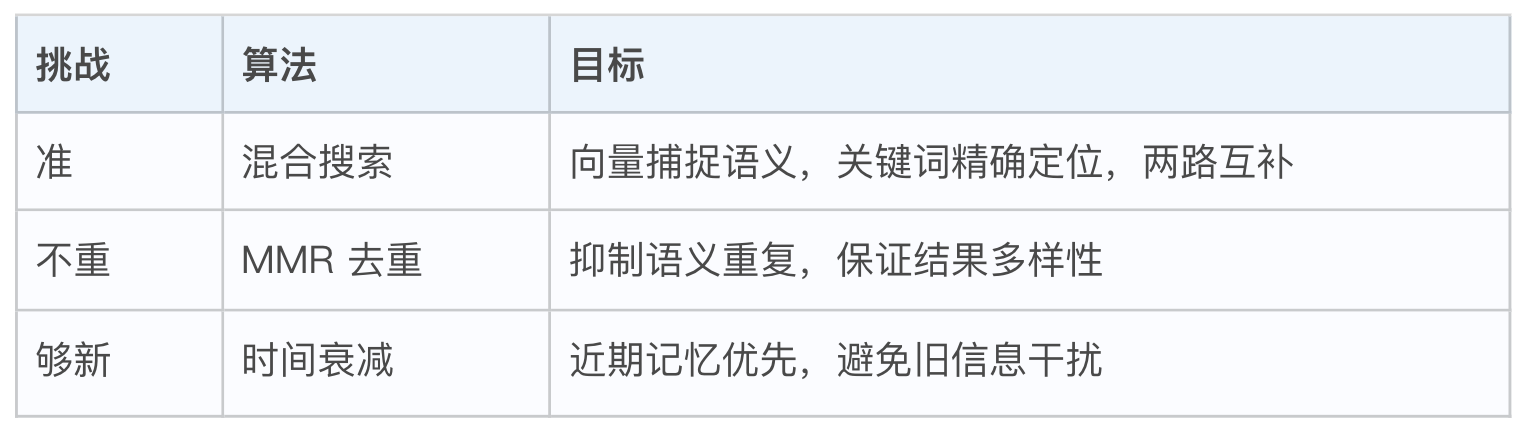 挑战 算法 目标
准 混合搜索 向量捕捉语义，关键词精确定位，两路互补
不重 MMR 去重 抑制语义重复，保证结果多样性
够新 时间衰减 近期记忆优先，避免旧信息干扰